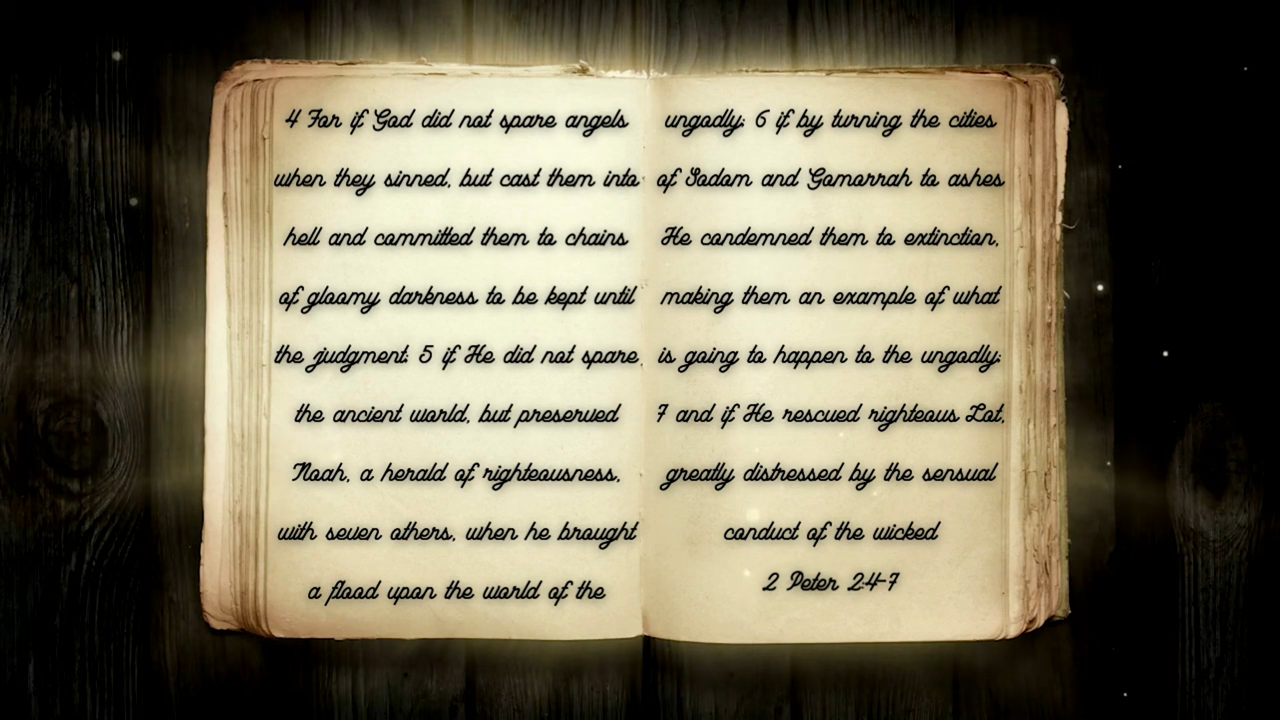 4 For if God did not spare angels
when they sinned, but cast them into
hell and committed them to chains
of gloomy darkness to be kept until
the judgment; 5 if He did not spare
the ancient world, but preserved
Noah, a herald of righteousness,
with seven others, when he brought
a flood upon the world of the
ungodly; 6 if by turning the cities
of Sodom and Gomorrah to ashes
He condemned them to extinction,
making them an example of what
is going to happen to the ungodly;
7 and if He rescued righteous Lot,
greatly distressed by the sensual
conduct of the wicked
2 Peter 2:4-7